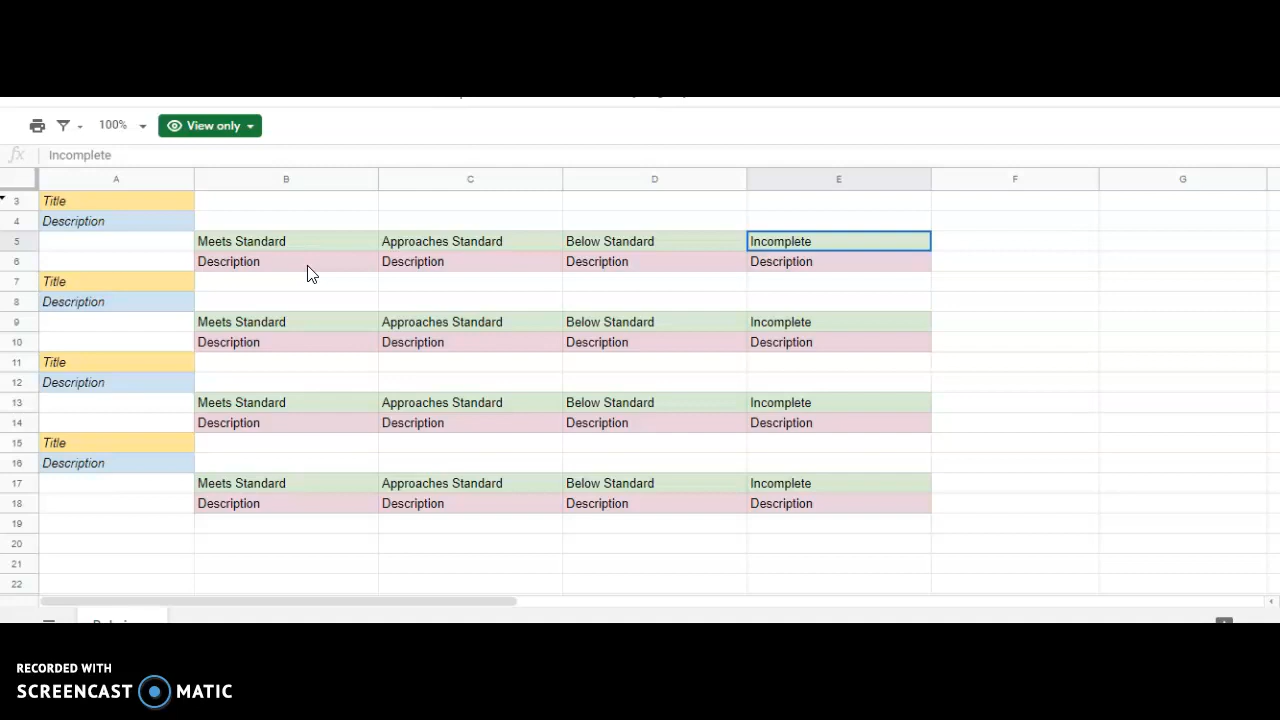 100% View only
fx Incomplete
A B C D E F G
3 Title
4 Description
5 Meets Standard Approaches Standard Below Standard Incomplete
6 Description Description Description Description
7 Title
8 Description
9 Meets Standard Approaches Standard Below Standard Incomplete
10 Description Description Description Description
11 Title
12 Description
13 Meets Standard Approaches Standard Below Standard Incomplete
14 Description Description Description Description
15 Title
16 Description
17 Meets Standard Approaches Standard Below Standard Incomplete
18 Description Description Description Description
19
20
21
22
RECORDED WITH
SCREENCAST MATIC